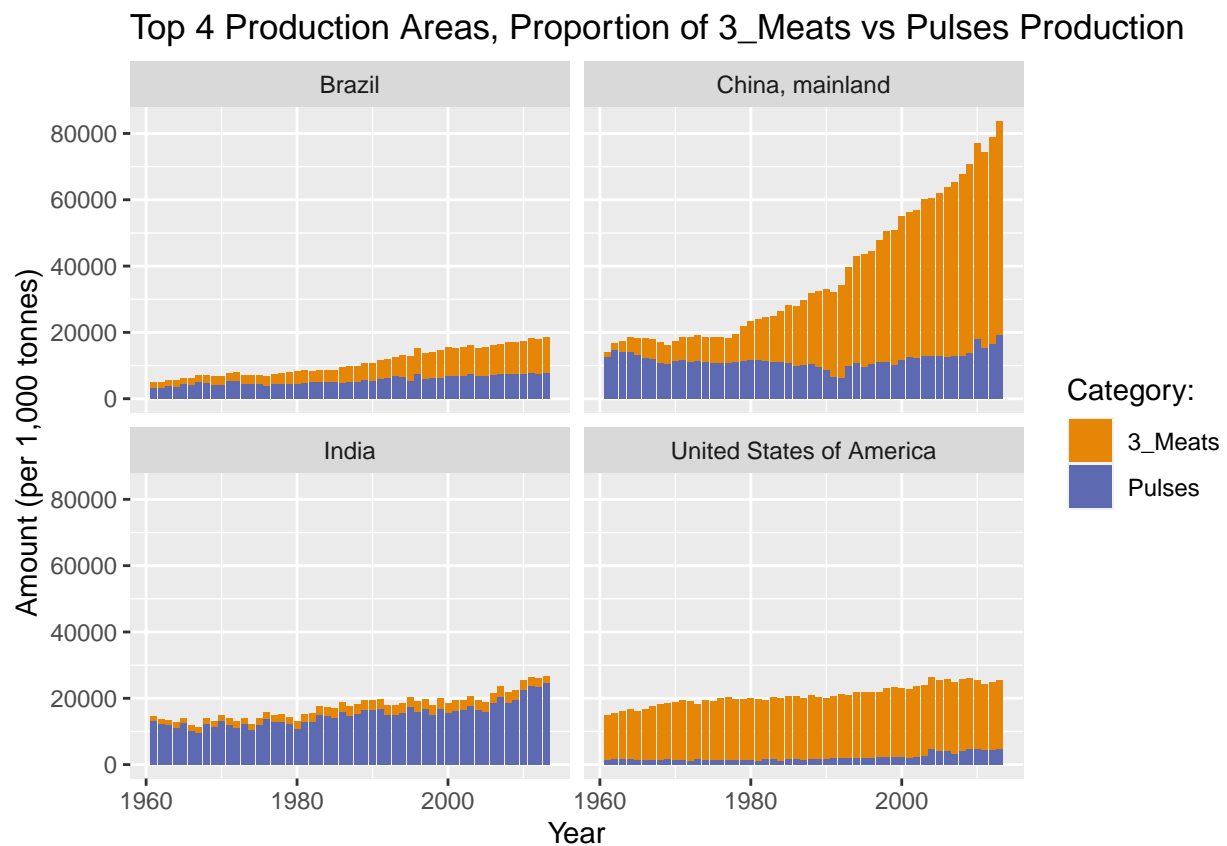 Top 4 Production Areas, Proportion of 3_Meats vs Pulses Production
Brazil
China, mainland
80000
60000
40000
20000
0
India
United States of America
80000
60000
40000
20000
0
1960
1980
2000
1960
1980
2000
Year
Amount (per 1,000 tonnes)
Category:
3_Meats
Pulses